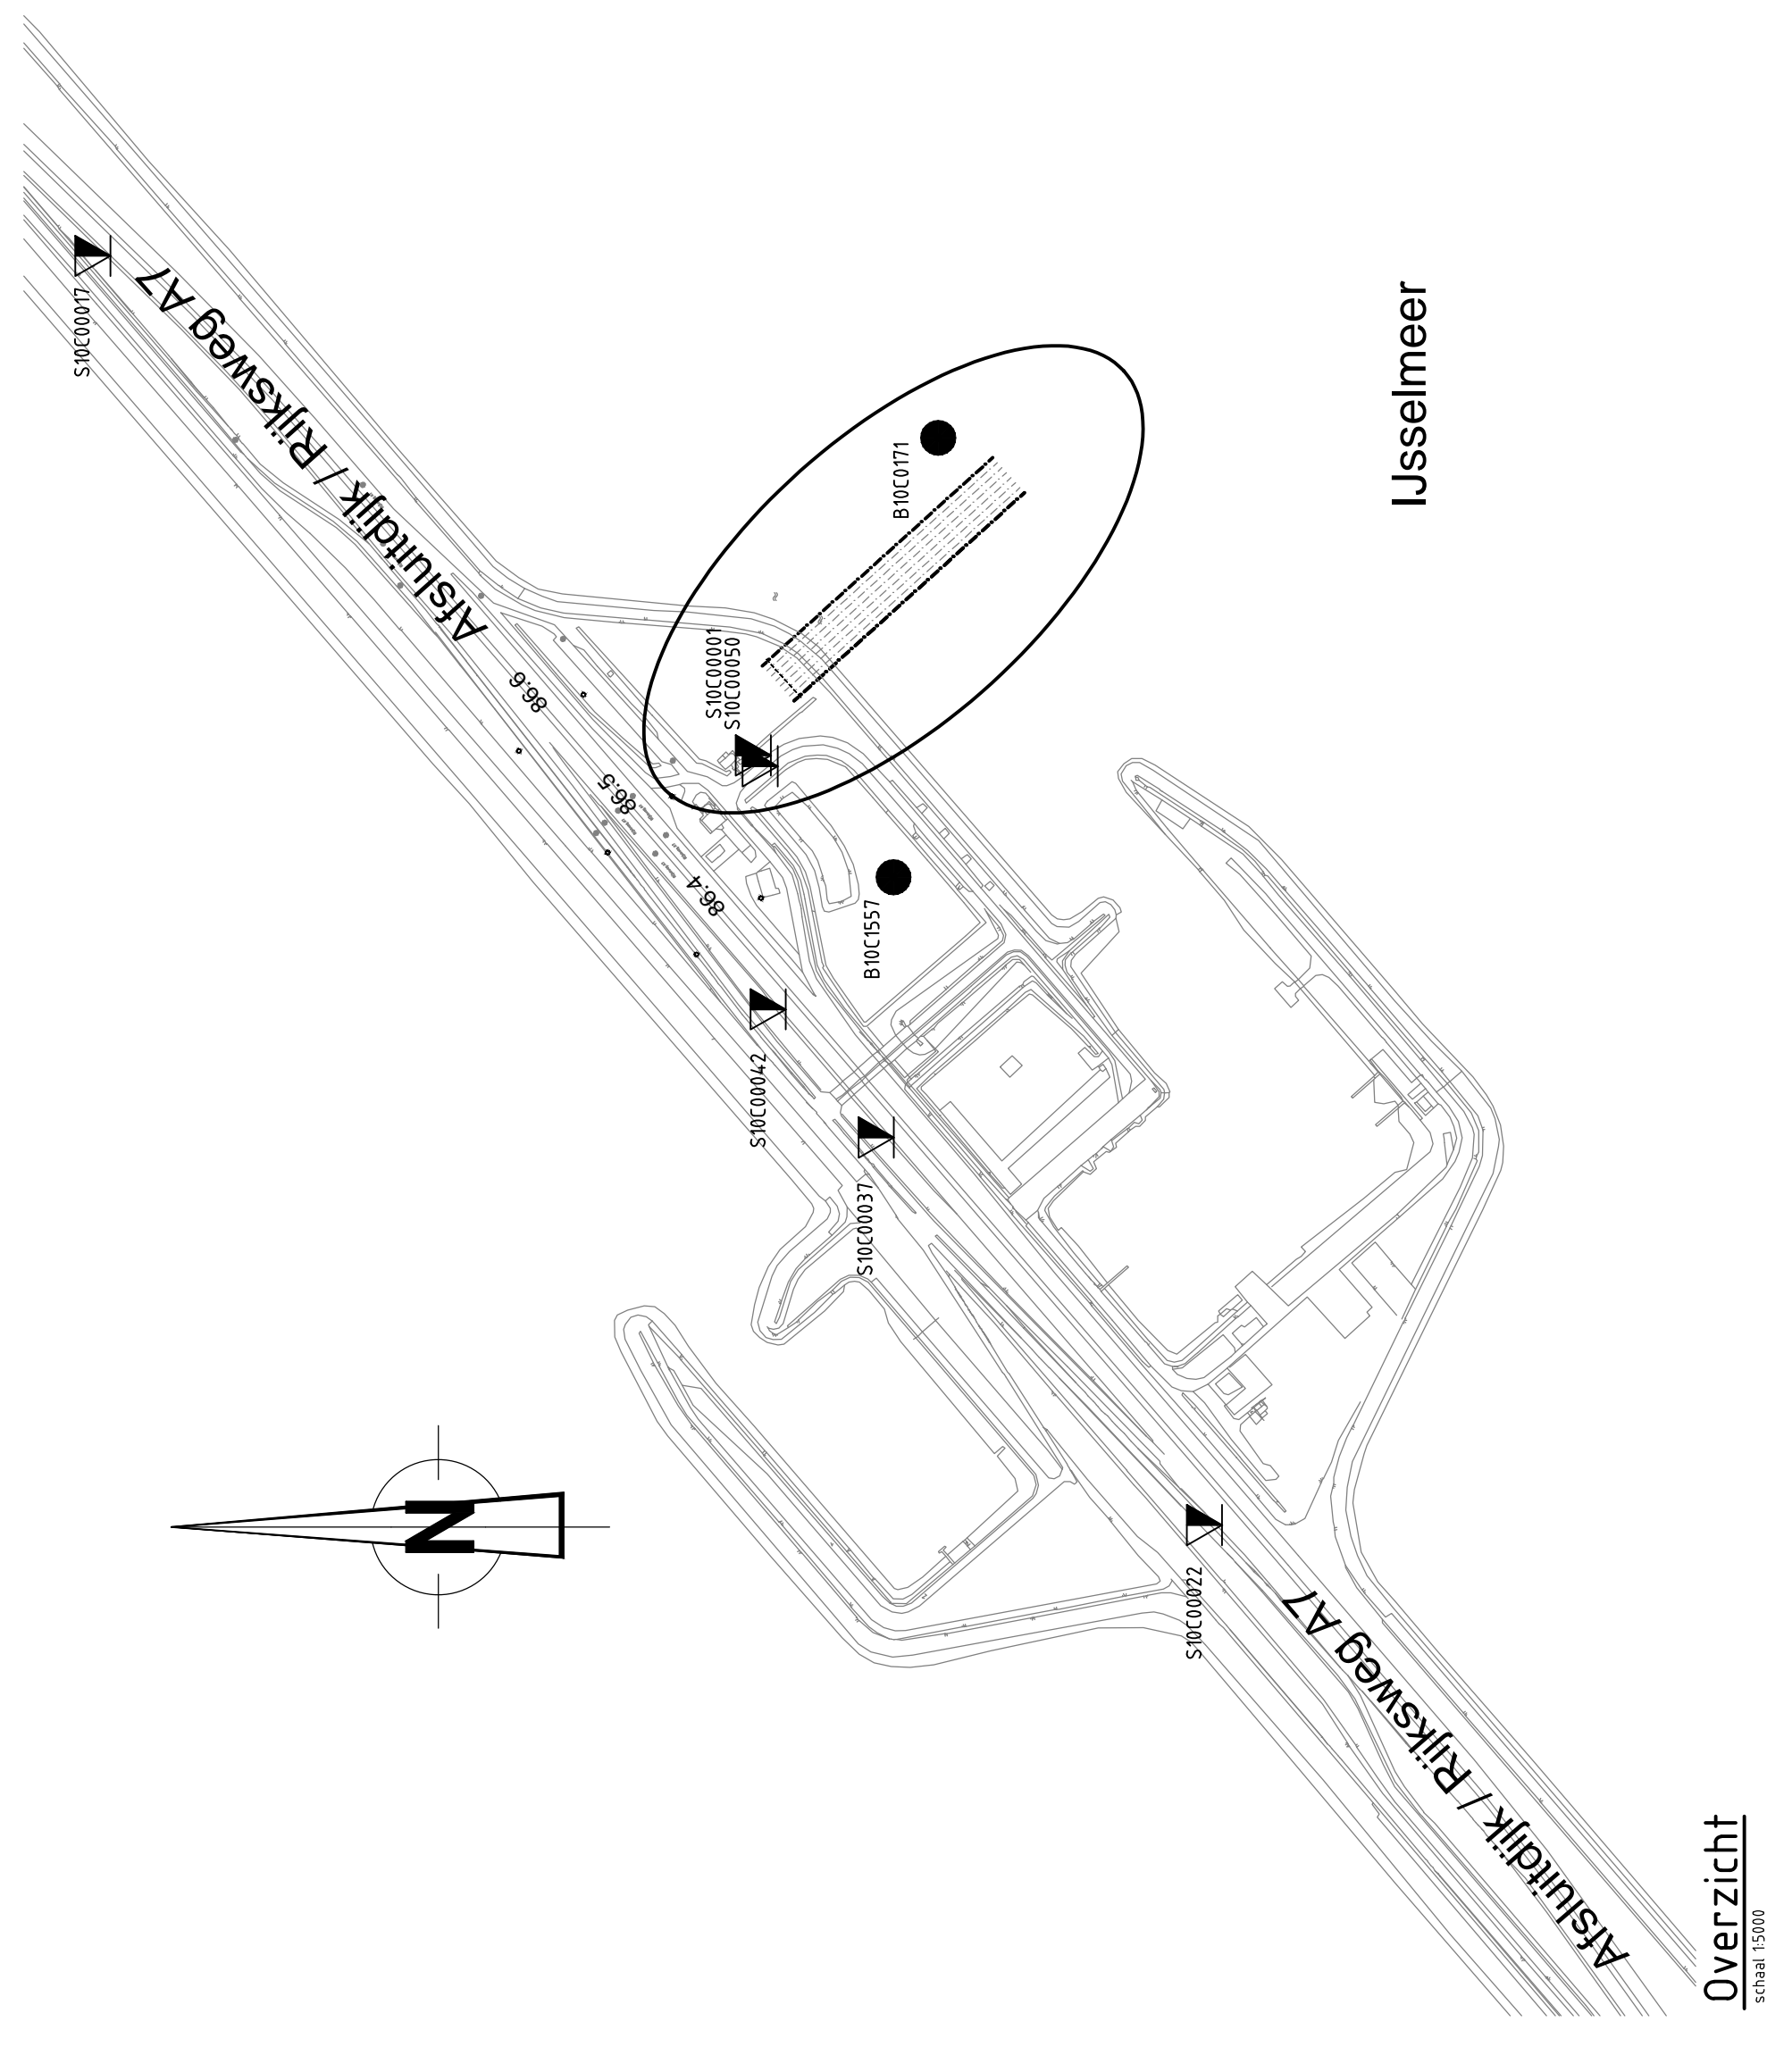 S10C00017
Afsluitdijk / Rijksweg A7
86.6
86.5
86.4
S10C00001
S10C00050
B10C0171
IJsselmeer
B10C1557
S10C00042
S10C00037
N
S10C00022
Afsluitdijk / Rijksweg A7
Overzicht
schaal 1:5000